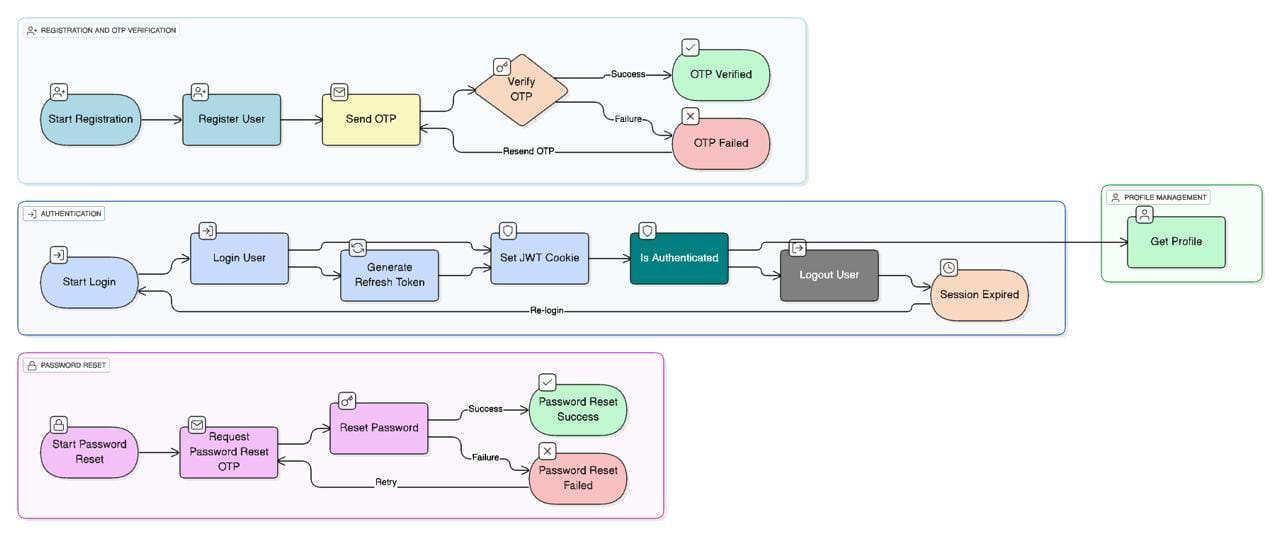 REGISTRATION AND OTP VERIFICATION
Start Registration
Register User
Send OTP
Verify
OTP
Success
OTP Verified
Failure
OTP Failed
Resend OTP
AUTHENTICATION
Start Login
Login User
Generate
Refresh Token
Set JWT Cookie
Is Authenticated
Logout User
Session Expired
Re-login
PROFILE MANAGEMENT
Get Profile
PASSWORD RESET
Start Password
Reset
Request
Password Reset
OTP
Reset Password
Success
Password Reset
Success
Failure
Password Reset
Failed
Retry